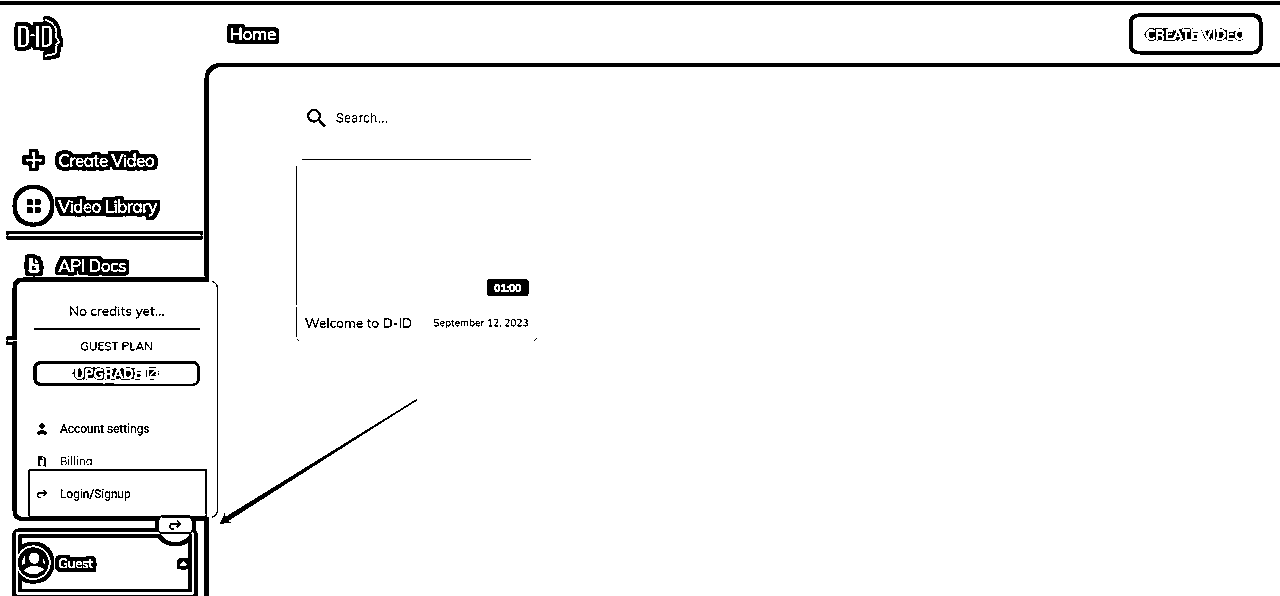 D-ID
Home
CREATE VIDEO
Search...
Create Video
Video Library
API Docs
01:00
Welcome to D-ID
September 12, 2023
No credits yet...
GUEST PLAN
UPGRADE
Account settings
Billing
Login/Signup
Guest